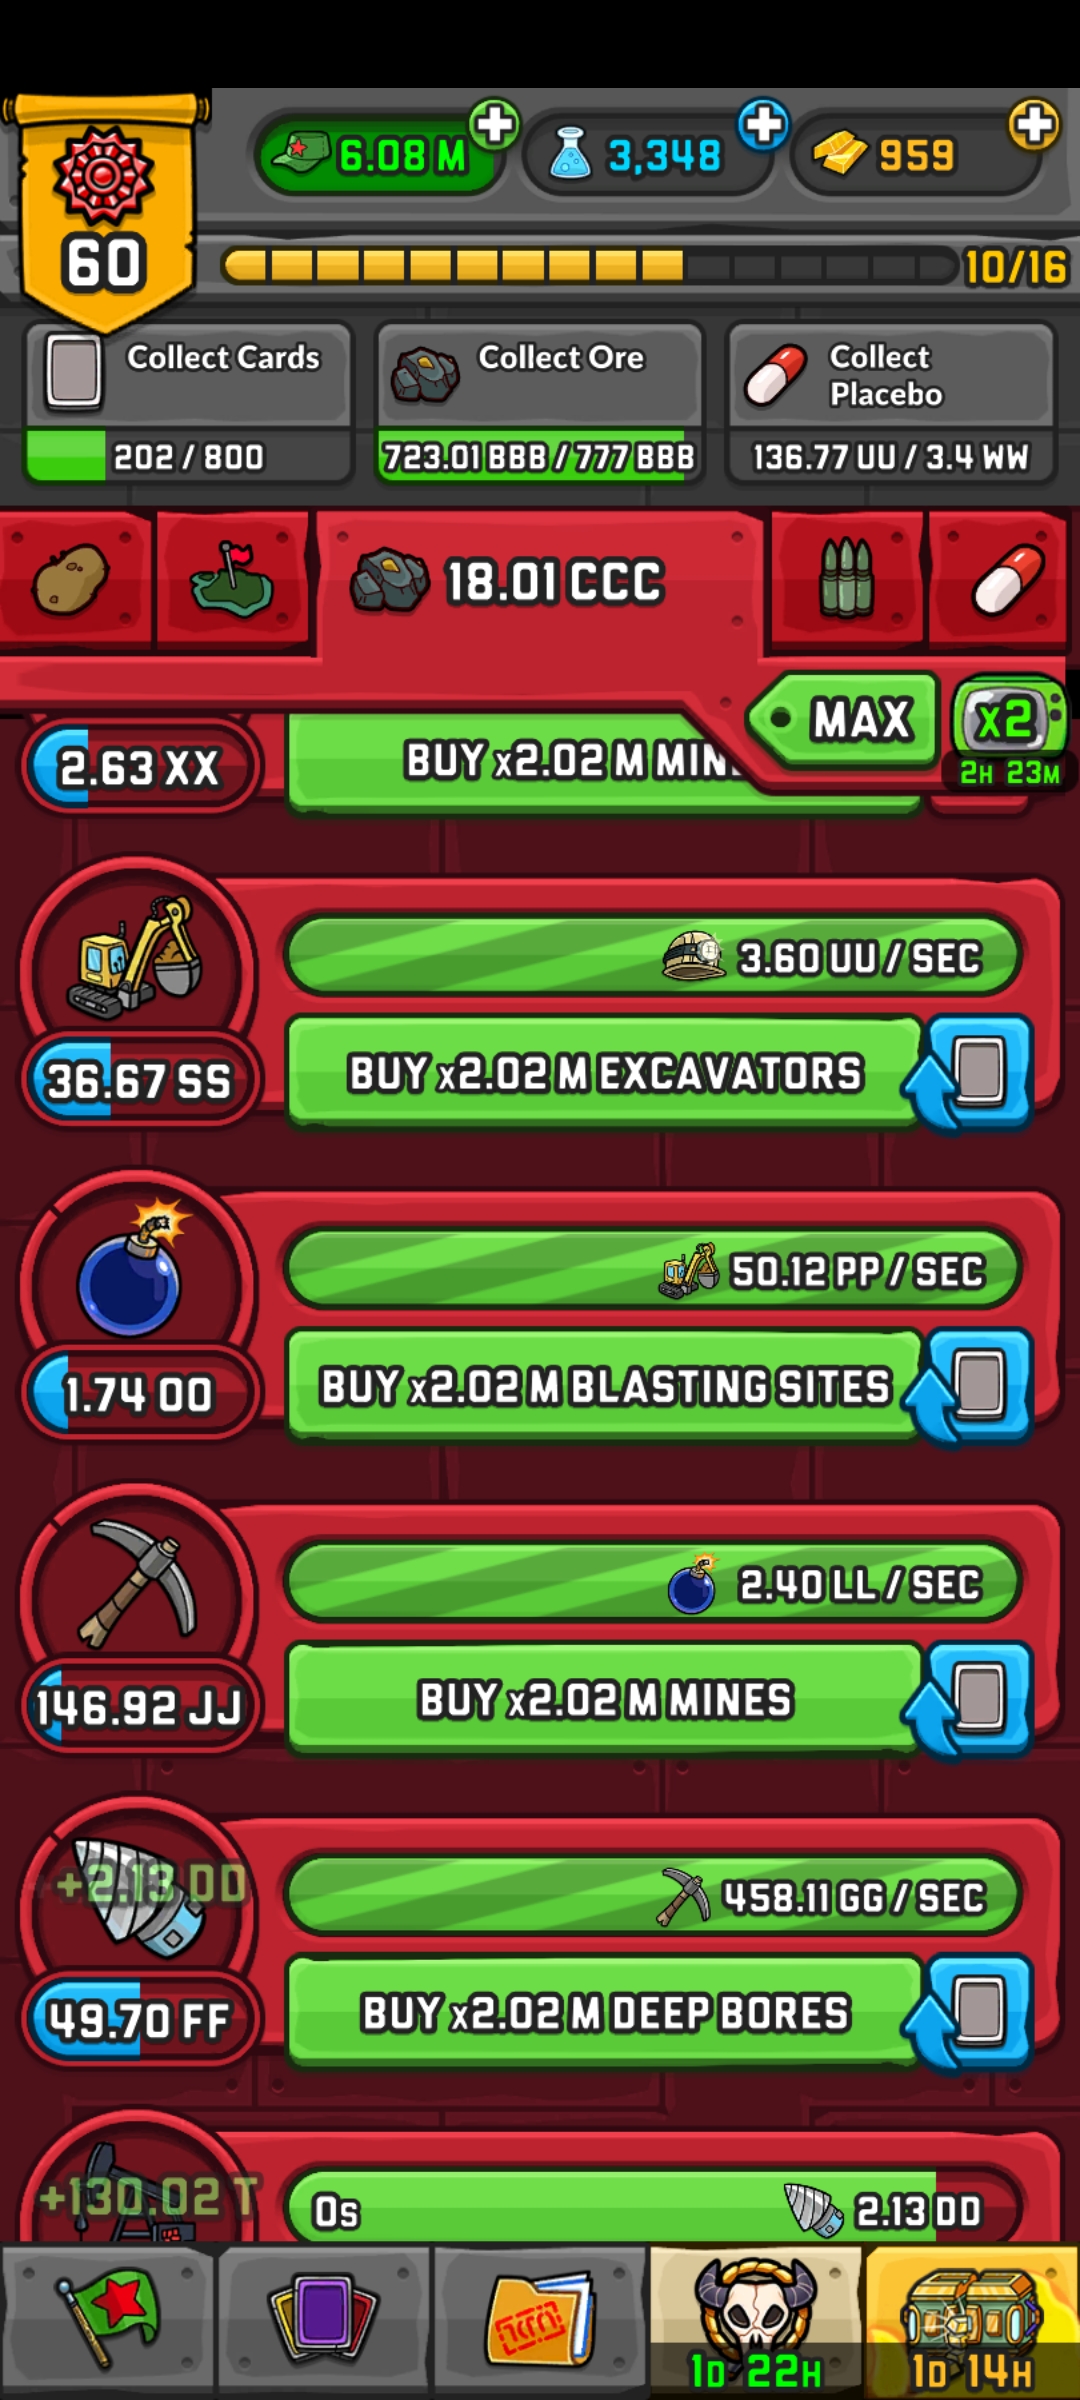 60
6.08 M
3,348
959
10/16
Collect Cards
202 / 800
Collect Ore
723.01 BBB / 777 BBB
Collect
Placebo
136.77 UU / 3.4 WW
18.01 CCC
MAX
x2
2H 23M
2.63 XX
BUY x2.02 M
3.60 UU / SEC
36.67 SS
BUY x2.02 M EXCAVATORS
50.12 PP / SEC
1.74 OO
BUY x2.02 M BLASTING SITES
2.40 LL / SEC
146.92 JJ
BUY x2.02 M MINES
+2.13 DD
458.11 GG / SEC
49.70 FF
BUY x2.02 M DEEP BORES
+130.02 T
0s
2.13 DD
1D 22H
1D 14H